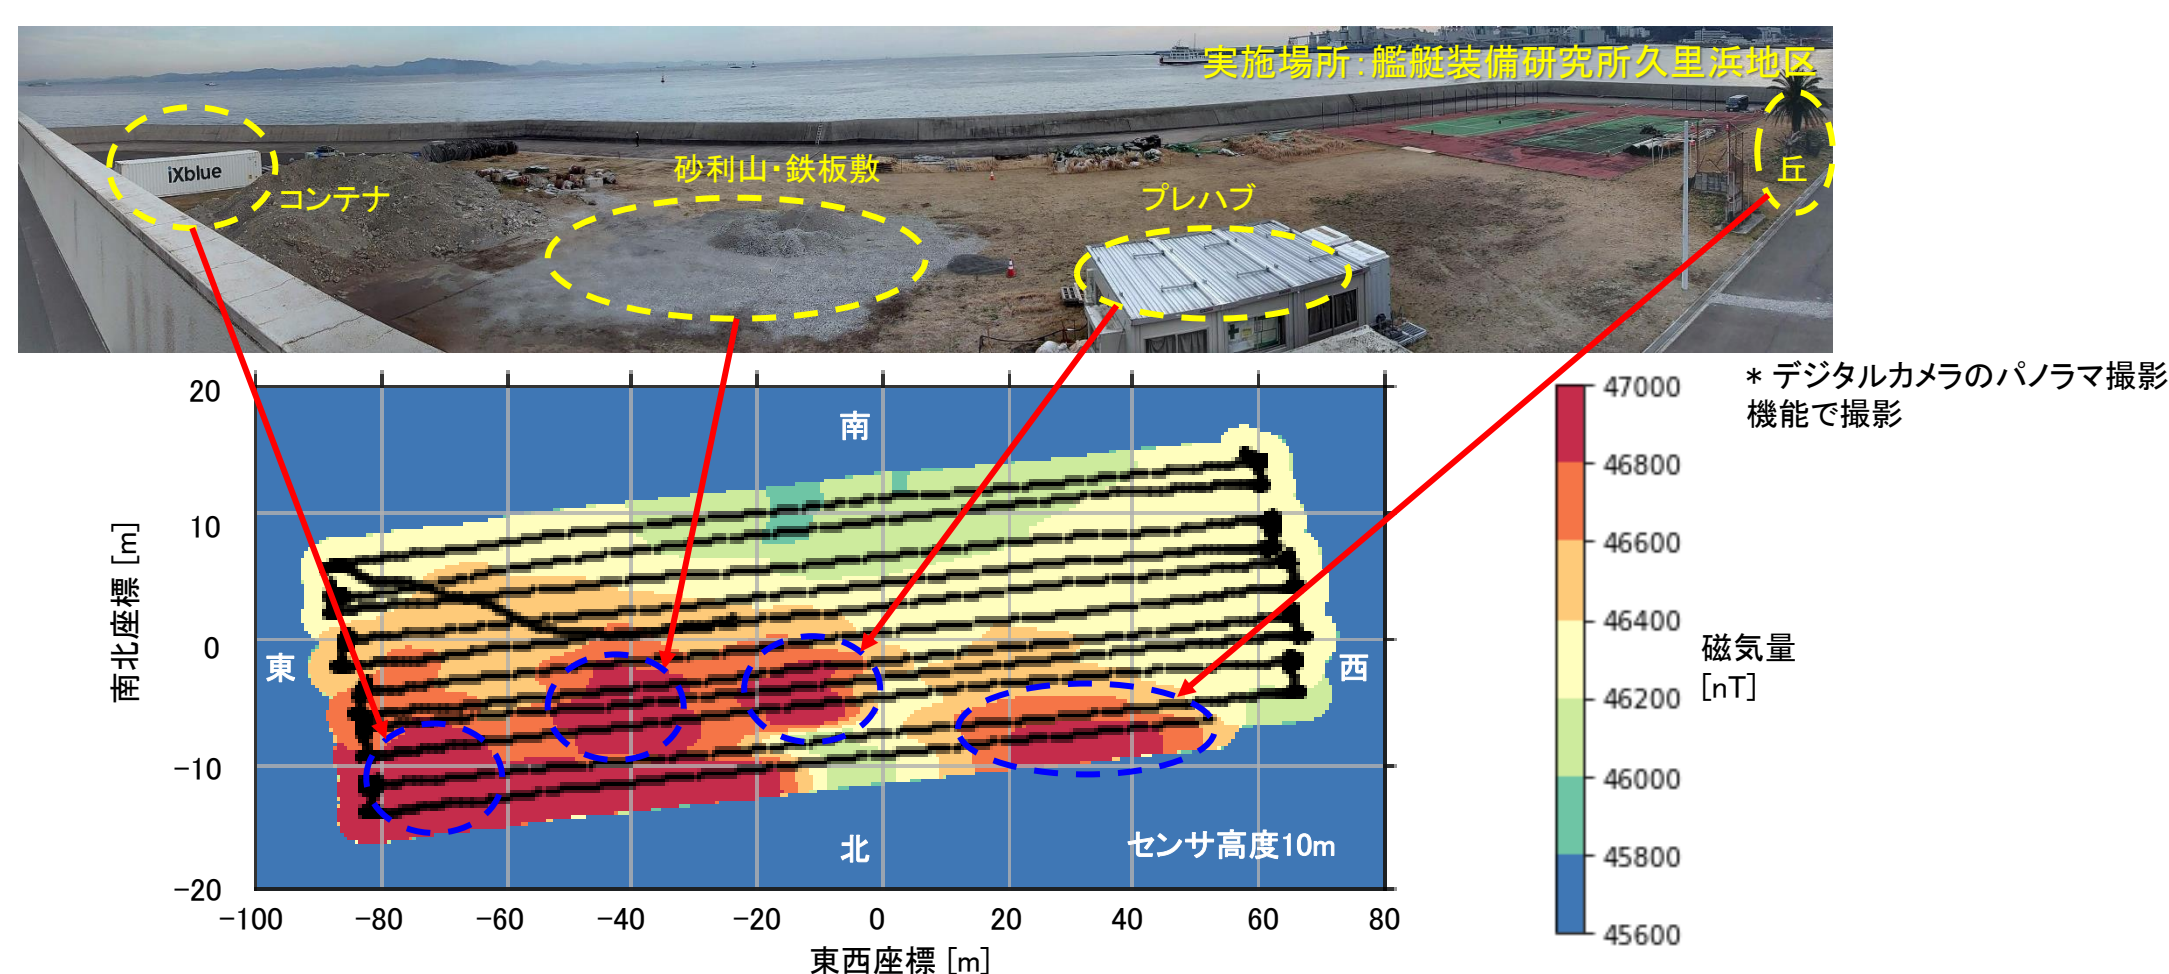 実施場所:艦艇装備研究所久里浜地区
iXblue
コンテナ
砂利山・鉄板敷
プレハブ
丘
* デジタルカメラのパノラマ撮影
機能で撮影
20
10
0
-10
-20
南北座標 [m]
南
東
西
北
センサ高度10m
-100
-80
-60
-40
-20
0
20
40
60
80
東西座標 [m]
47000
46800
46600
46400
46200
46000
45800
45600
磁気量
[nT]